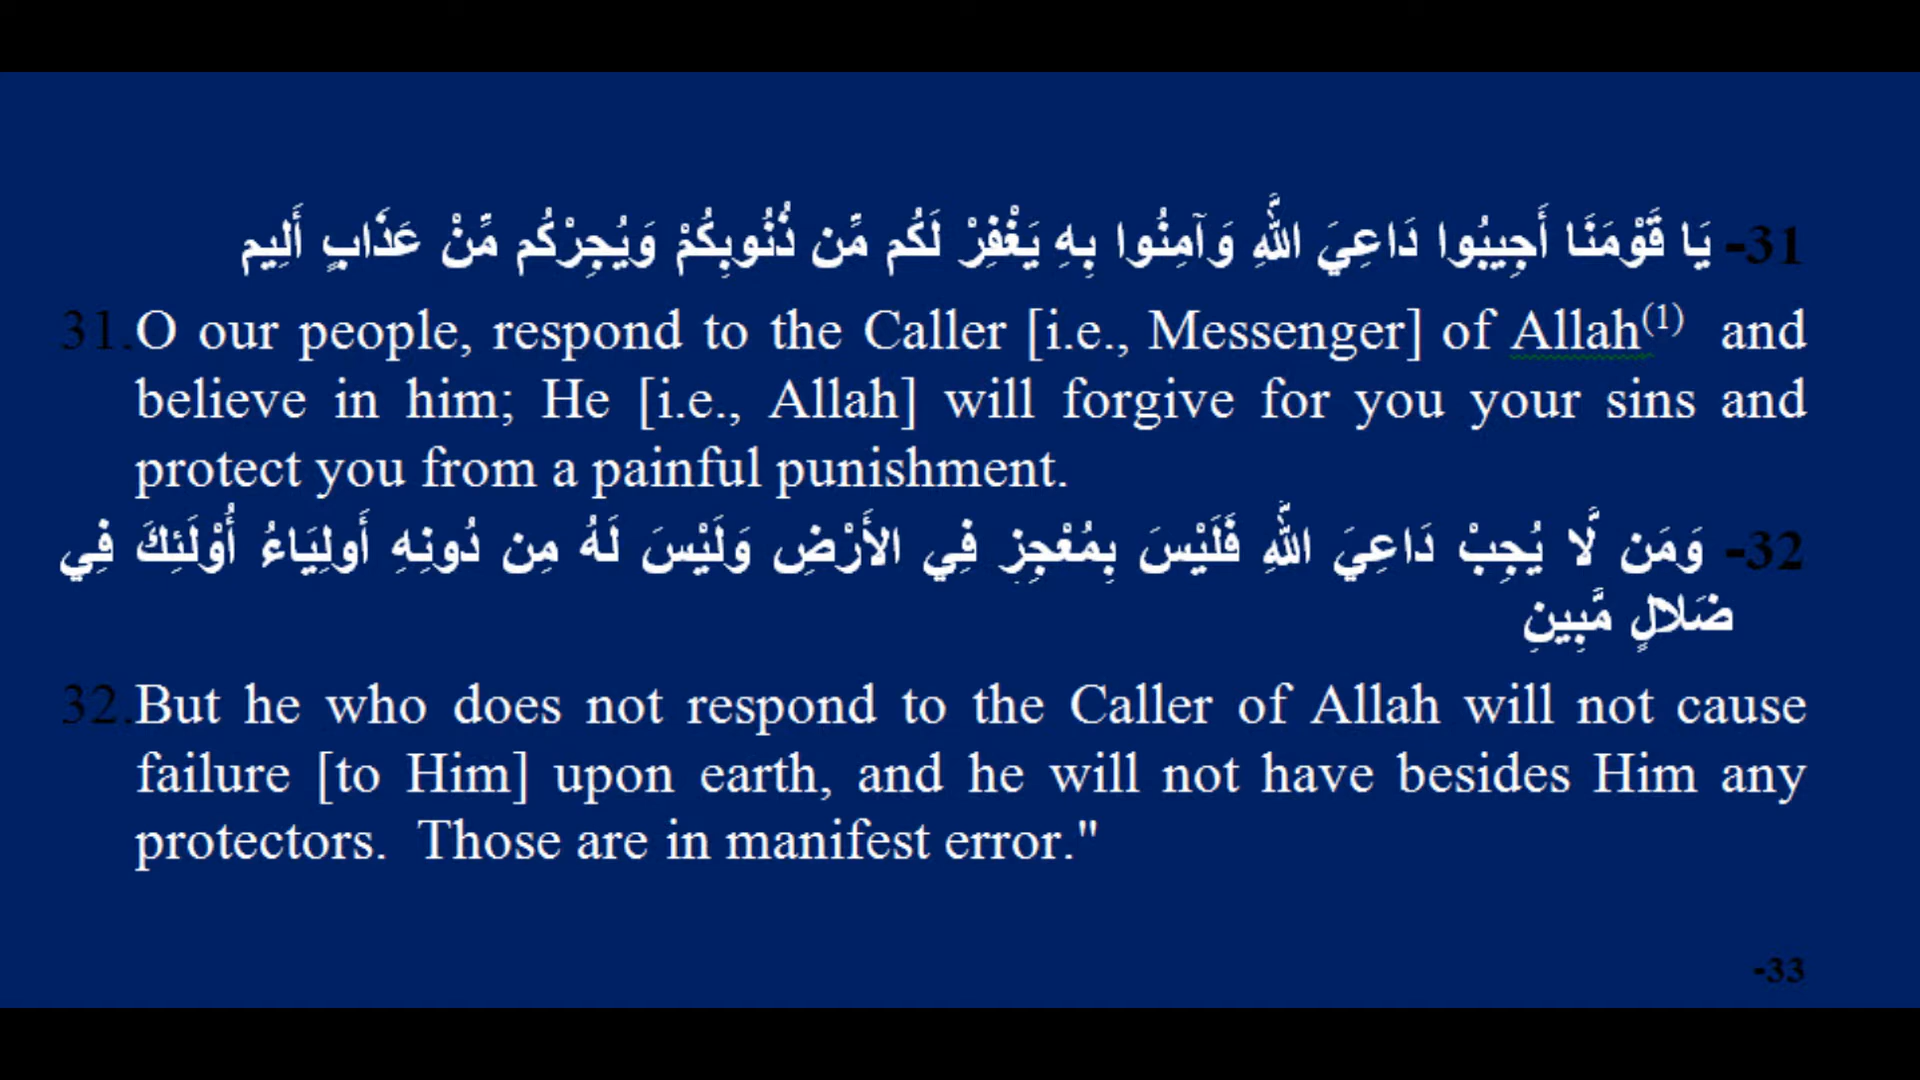 31- يَا قَوْمَنَا أَجِيبُوا دَاعِيَ اللَّهِ وَآمِنُوا بِهِ يَغْفِرْ لَكُم مِّن ذُنُوبِكُمْ وَيُجِرْكُم مِّنْ عَذَابٍ أَلِيمٍ
31.O our people, respond to the Caller [i.e., Messenger] of Allah(1) and
believe in him; He [i.e., Allah] will forgive for you your sins and
protect you from a painful punishment.
32- وَمَن لَّا يُجِبْ دَاعِيَ اللَّهِ فَلَيْسَ بِمُعْجِزٍ فِي الأَرْضِ وَلَيْسَ لَهُ مِن دُونِهِ أَولِيَاءُ أُوْلَئِكَ فِي
ضَلالٍ مَّبِينِ
32.But he who does not respond to the Caller of Allah will not cause
failure [to Him] upon earth, and he will not have besides Him any
protectors.  Those are in manifest error."
33-